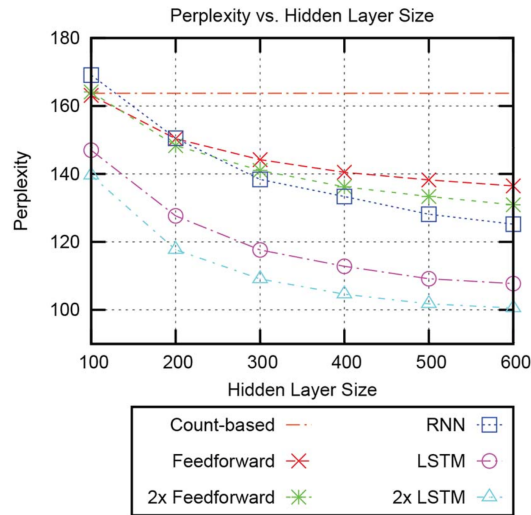 Perplexity vs. Hidden Layer Size
180
160
140
120
100
Perplexity
100 200 300 400 500 600
Hidden Layer Size
Count-based RNN
Feedforward LSTM
2x Feedforward 2x LSTM